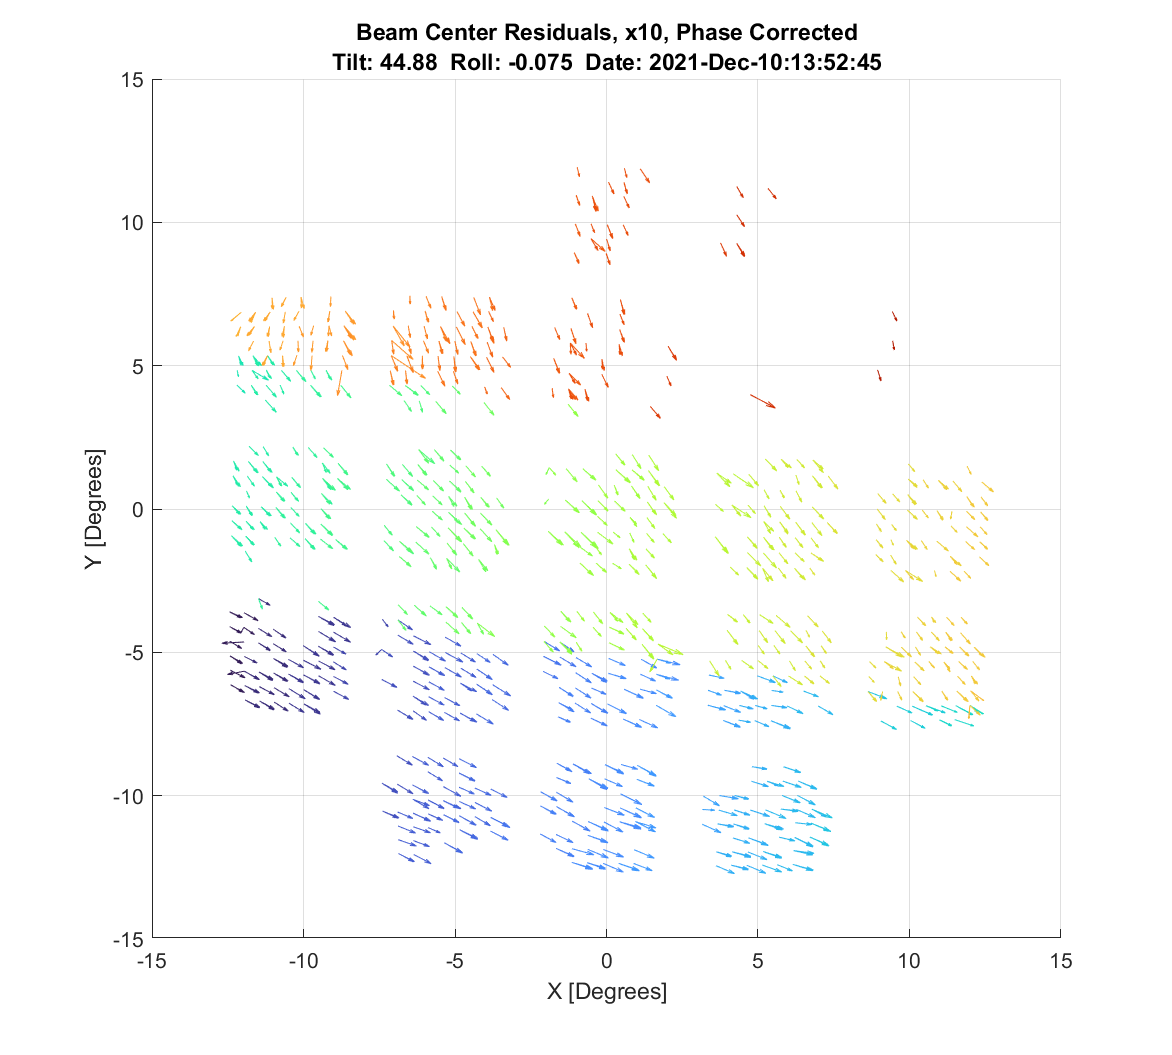 Beam Center Residuals, x10, Phase Corrected
Tilt: 44.88 Roll: -0.075 Date: 2021-Dec-10:13:52:45
15
10
5
0
-5
-10
-15
Y [Degrees]
-15 -10 -5 0 5 10 15
X [Degrees]